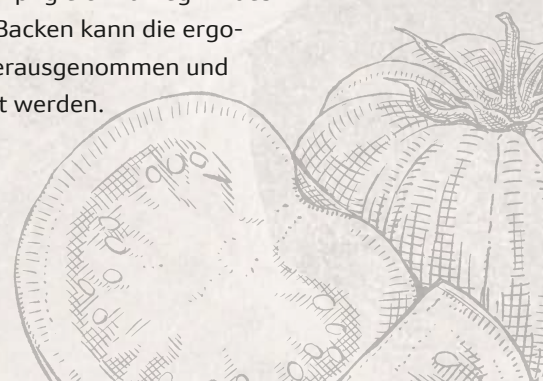 Backen kann die ergo-
erausgenommen und
t werden.